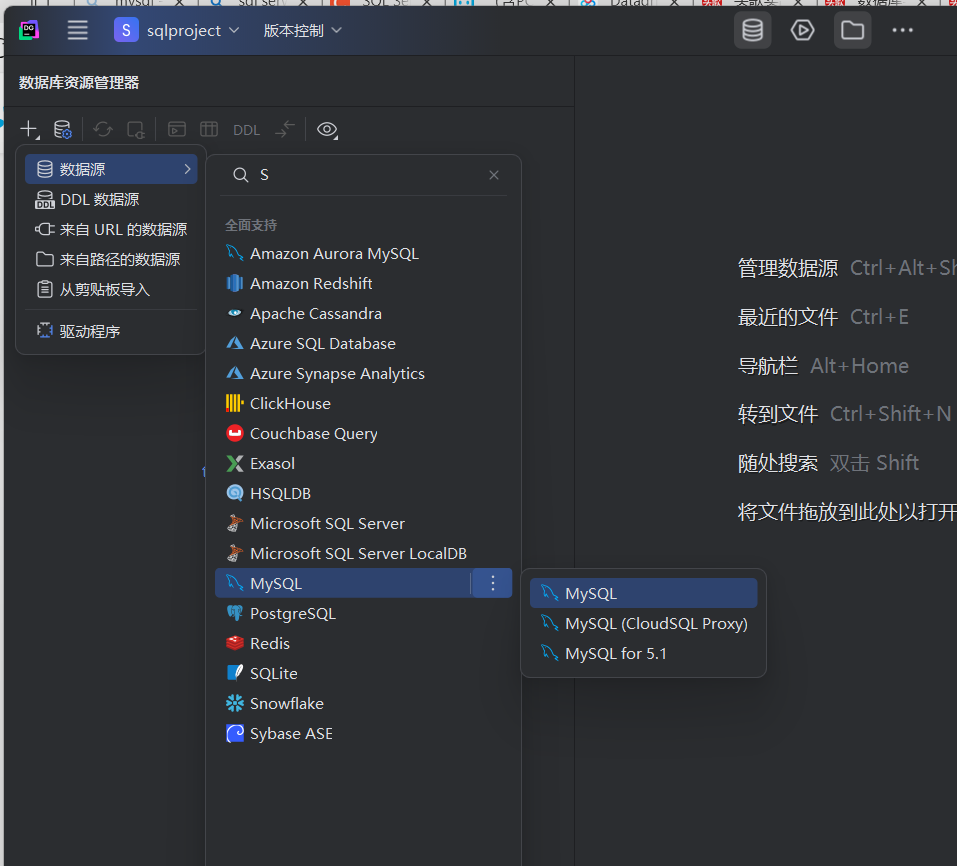 S sqlproject 版本控制
数据库资源管理器
DDL
数据源
DDL 数据源
来自 URL 的数据源
来自路径的数据源
从剪贴板导入
驱动程序
S
全面支持
Amazon Aurora MySQL
Amazon Redshift
Apache Cassandra
Azure SQL Database
Azure Synapse Analytics
ClickHouse
Couchbase Query
Exasol
HSQLDB
Microsoft SQL Server
Microsoft SQL Server LocalDB
MySQL
PostgreSQL
Redis
SQLite
Snowflake
Sybase ASE
MySQL
MySQL (CloudSQL Proxy)
MySQL for 5.1
管理数据源 Ctrl+Alt+Sh
最近的文件 Ctrl+E
导航栏 Alt+Home
转到文件 Ctrl+Shift+N
随处搜索 双击 Shift
将文件拖放到此处以打开